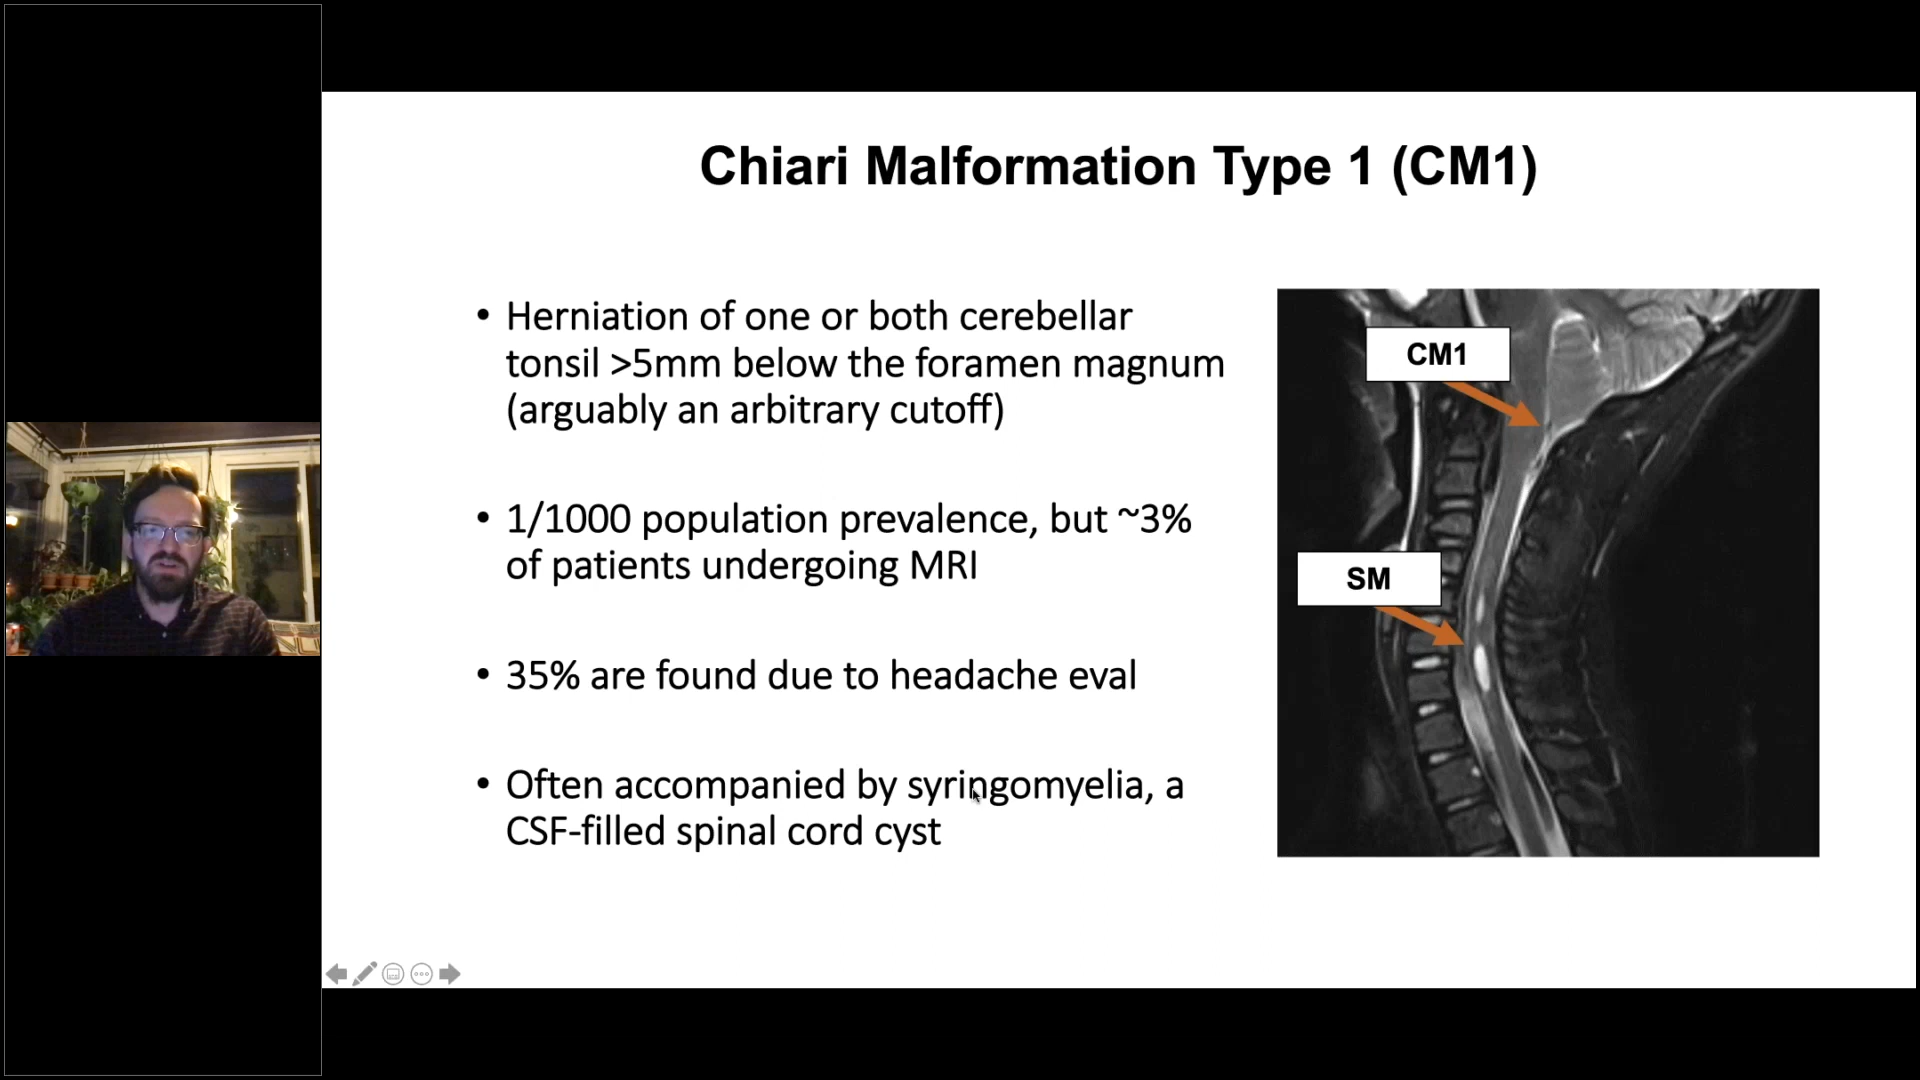 Chiari Malformation Type 1 (CM1)
• Herniation of one or both cerebellar
tonsil >5mm below the foramen magnum
(arguably an arbitrary cutoff)
• 1/1000 population prevalence, but ~3%
of patients undergoing MRI
• 35% are found due to headache eval
• Often accompanied by syringomyelia, a
CSF-filled spinal cord cyst
CM1
SM